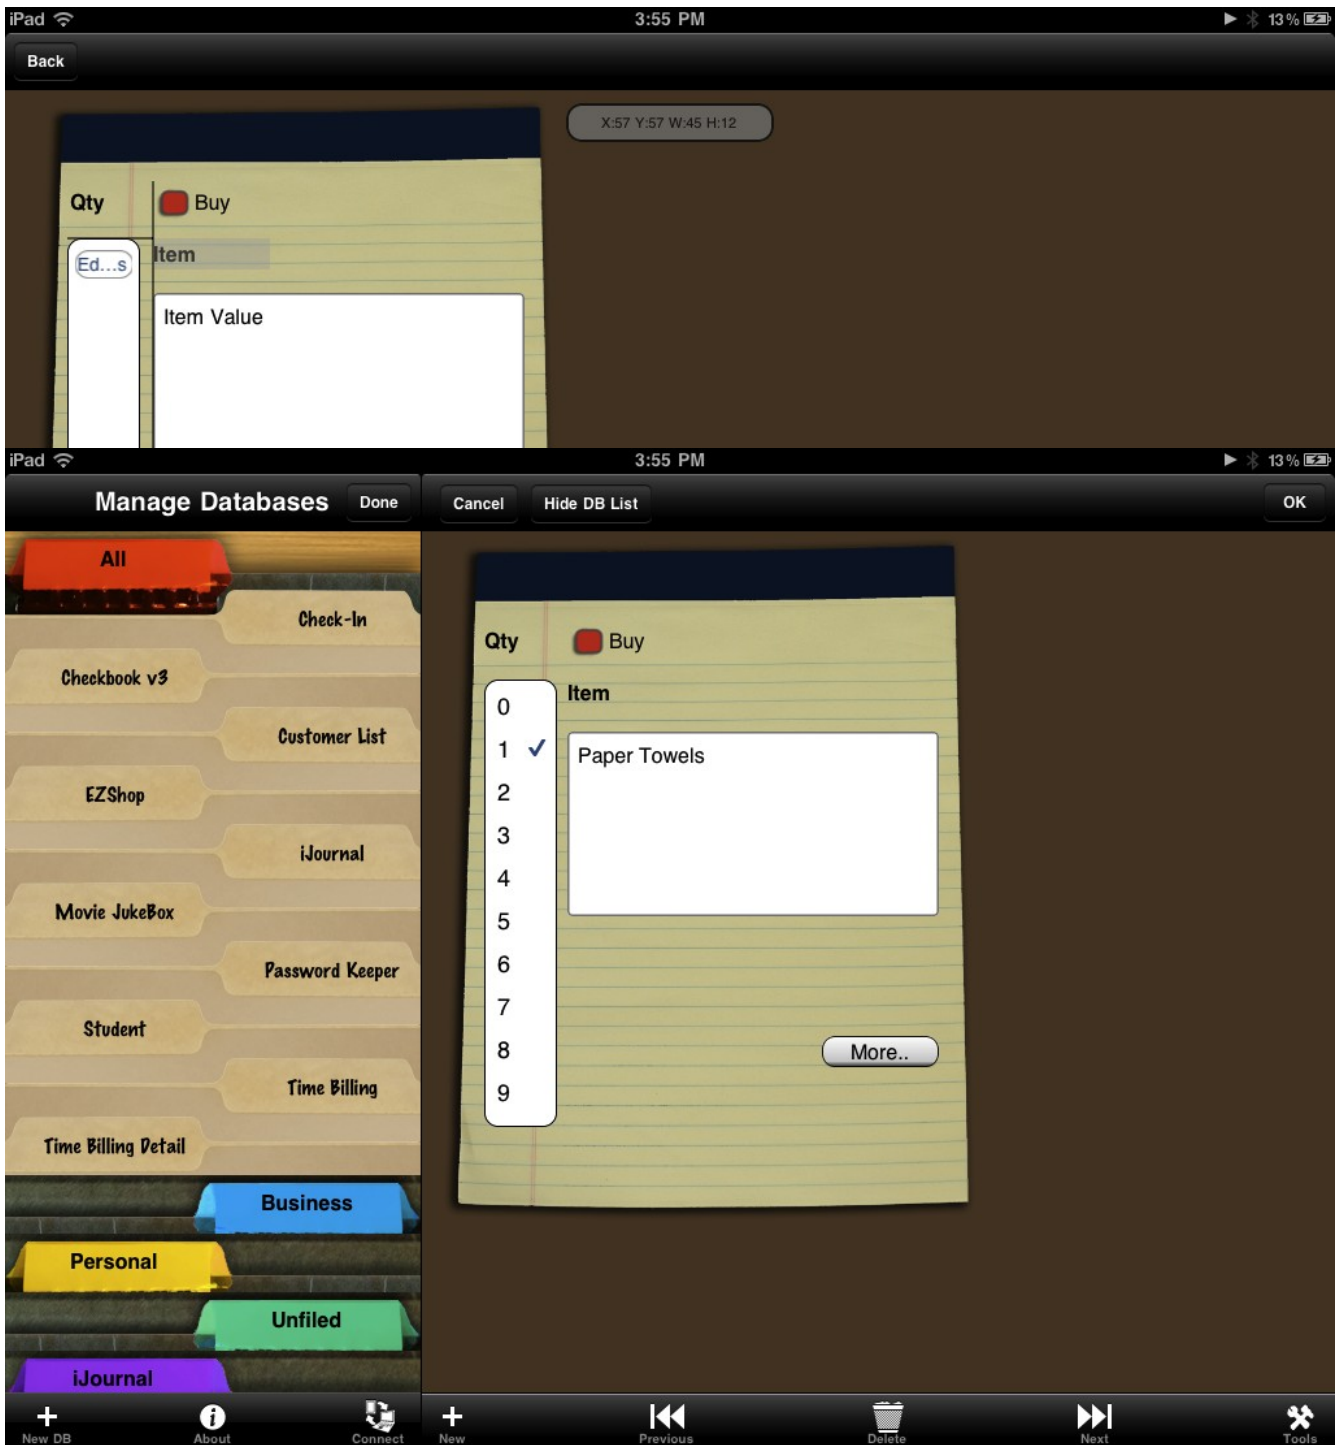 iPad 3:55 PM 13%
Back
X:57 Y:57 W:45 H:12
Qty Buy
Ed...s Item
Item Value
iPad 3:55 PM 13%
Manage Databases Done Cancel Hide DB List OK
All
Check-In
Checkbook v3
Customer List
EZShop
iJournal
Movie JukeBox
Password Keeper
Student
Time Billing
Time Billing Detail
Business
Personal
Unfiled
iJournal
New DB About Connect
Qty Buy
Item
0
1
2
3
4
5
6
7
8
9
Paper Towels
More..
New Previous Delete Next Tools